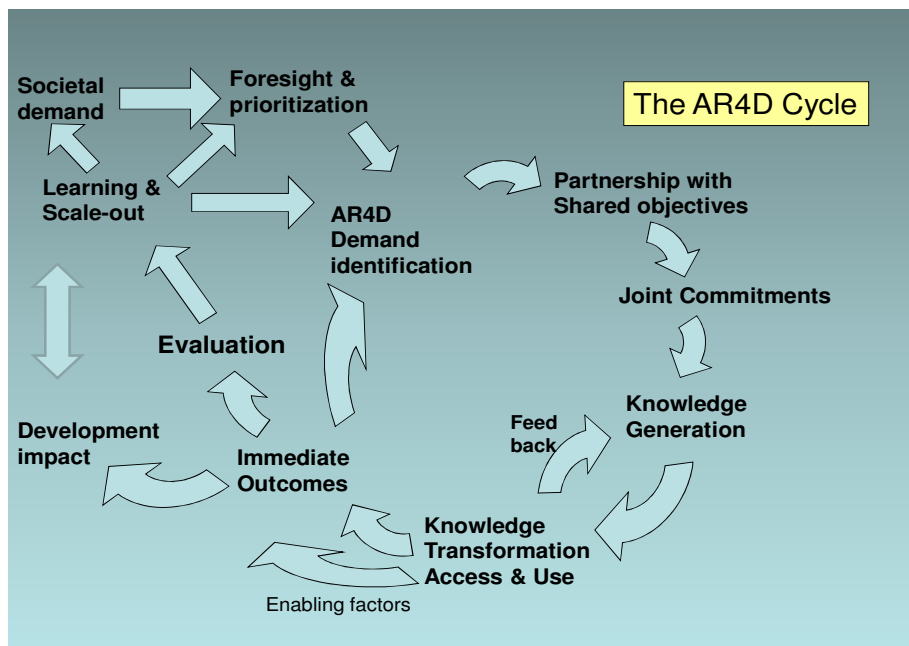 The AR4D Cycle
Societal
demand
Foresight &
prioritization
Learning &
Scale-out
AR4D
Demand
identification
Partnership with
Shared objectives
Joint Commitments
Knowledge
Generation
Feed
back
Knowledge
Transformation
Access & Use
Enabling factors
Immediate
Outcomes
Evaluation
Development
impact